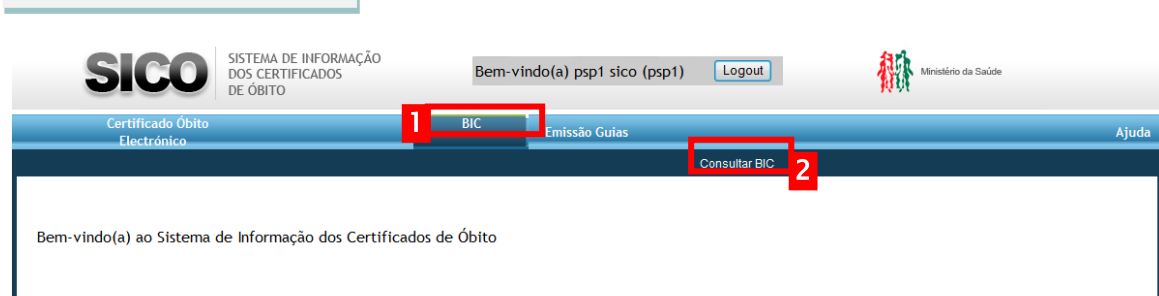 SICO
SISTEMA DE INFORMAÇÃO
DOS CERTIFICADOS
DE ÓBITO
Bem-vindo(a) psp1 sico (psp1)
Logout
Ministério da Saúde
Certificado Óbito
Electrónico
1
BIC
Emissão Guias
Ajuda
Consultar BIC
2
Bem-vindo(a) ao Sistema de Informação dos Certificados de Óbito